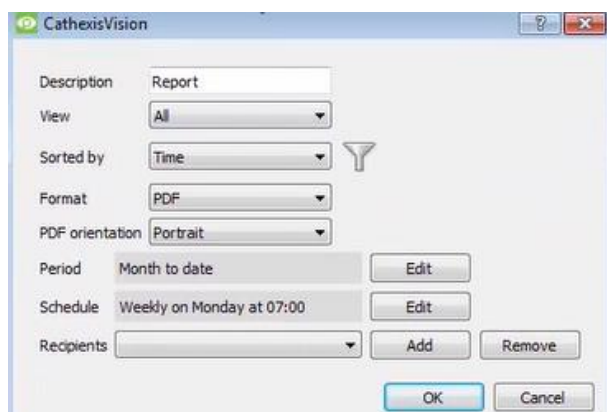 CathexisVision
Description Report
View All
Sorted by Time
Format PDF
PDF orientation Portrait
Period Month to date Edit
Schedule Weekly on Monday at 07:00 Edit
Recipients Add Remove
OK Cancel